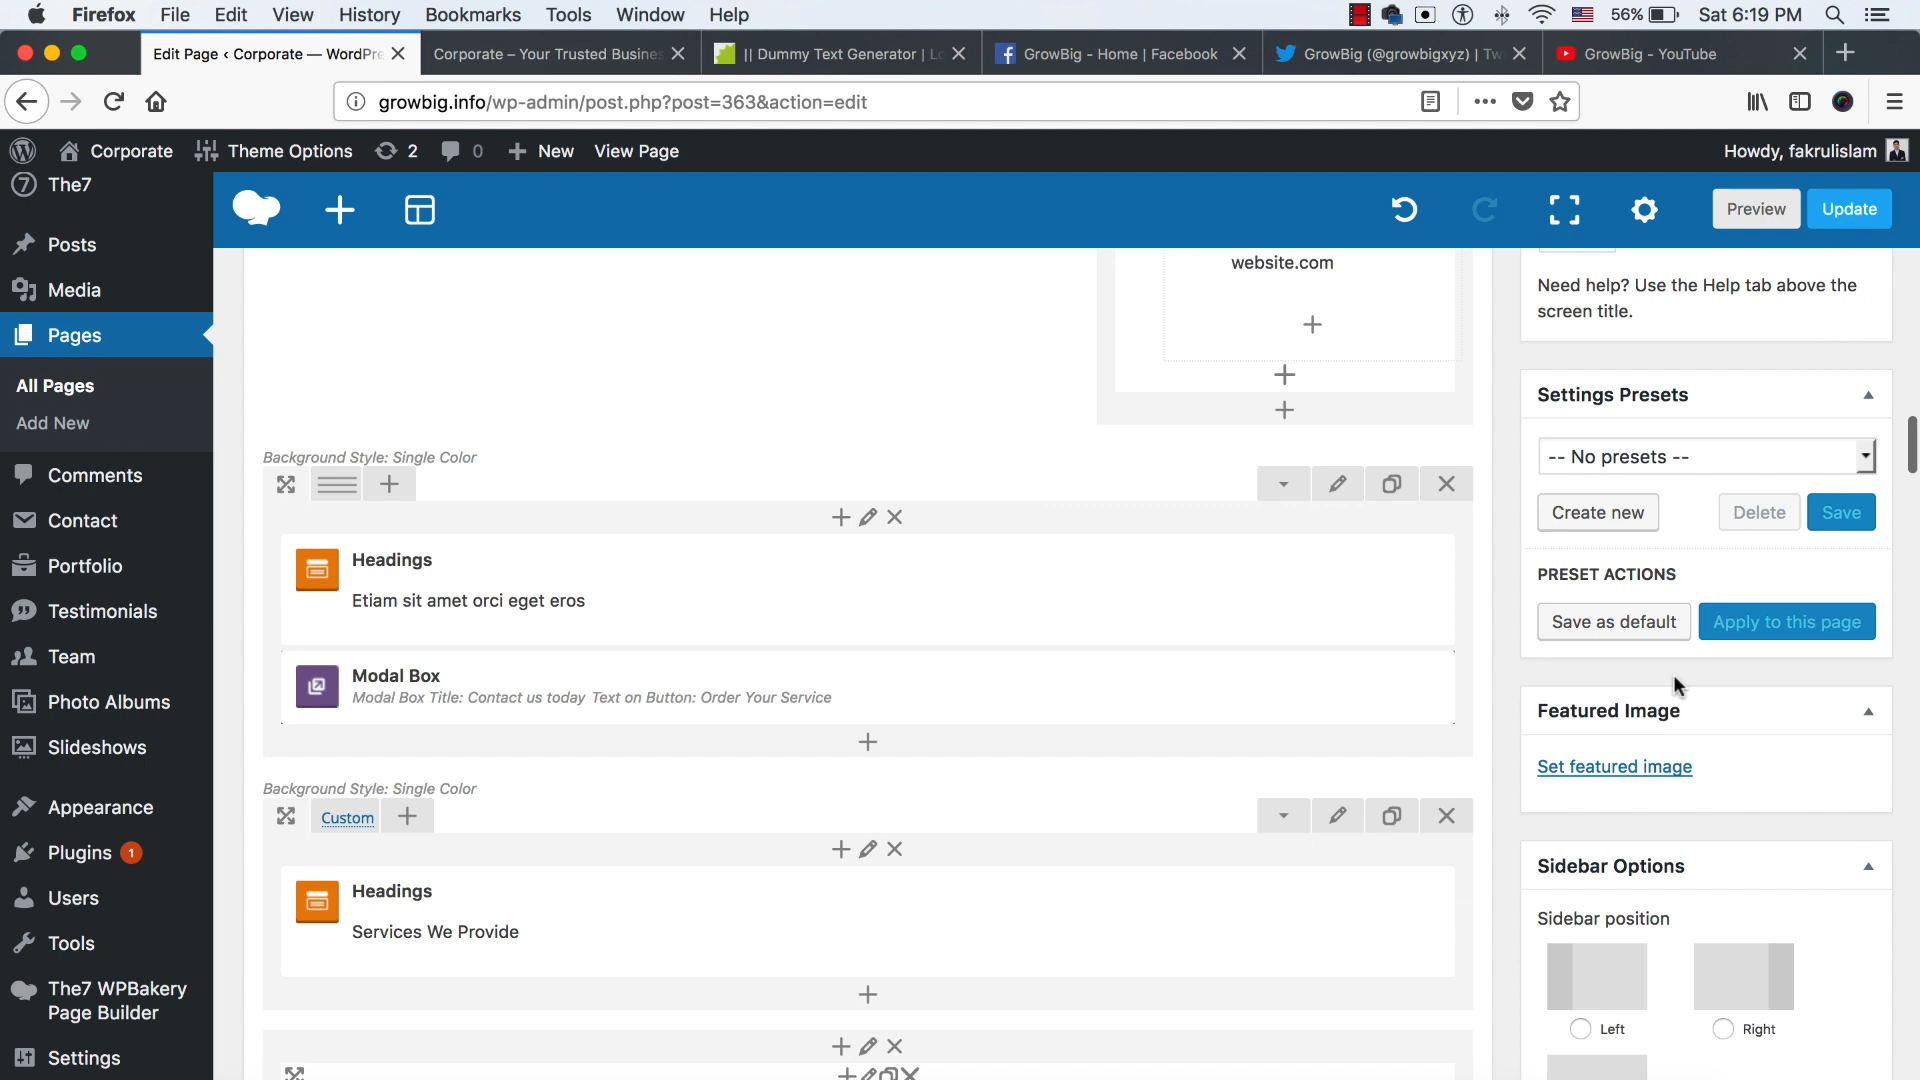 Firefox File Edit View History Bookmarks Tools Window Help 56% Sat 6:19 PM
Edit Page ‹ Corporate — WordPre
Corporate – Your Trusted Busines
|| Dummy Text Generator | Lo
GrowBig - Home | Facebook
GrowBig (@growbigxyz) | Tw
GrowBig - YouTube
growbig.info/wp-admin/post.php?post=363&action=edit
Corporate Theme Options 2 0 New View Page Howdy, fakrulislam
The7
Posts
Media
Pages
All Pages
Add New
Comments
Contact
Portfolio
Testimonials
Team
Photo Albums
Slideshows
Appearance
Plugins 1
Users
Tools
The7 WPBakery
Page Builder
Settings
Preview Update
website.com
Background Style: Single Color
Headings
Etiam sit amet orci eget eros
Modal Box
Modal Box Title: Contact us today Text on Button: Order Your Service
Background Style: Single Color
Custom
Headings
Services We Provide
Need help? Use the Help tab above the
screen title.
Settings Presets
-- No presets --
Create new Delete Save
PRESET ACTIONS
Save as default Apply to this page
Featured Image
Set featured image
Sidebar Options
Sidebar position
Left Right